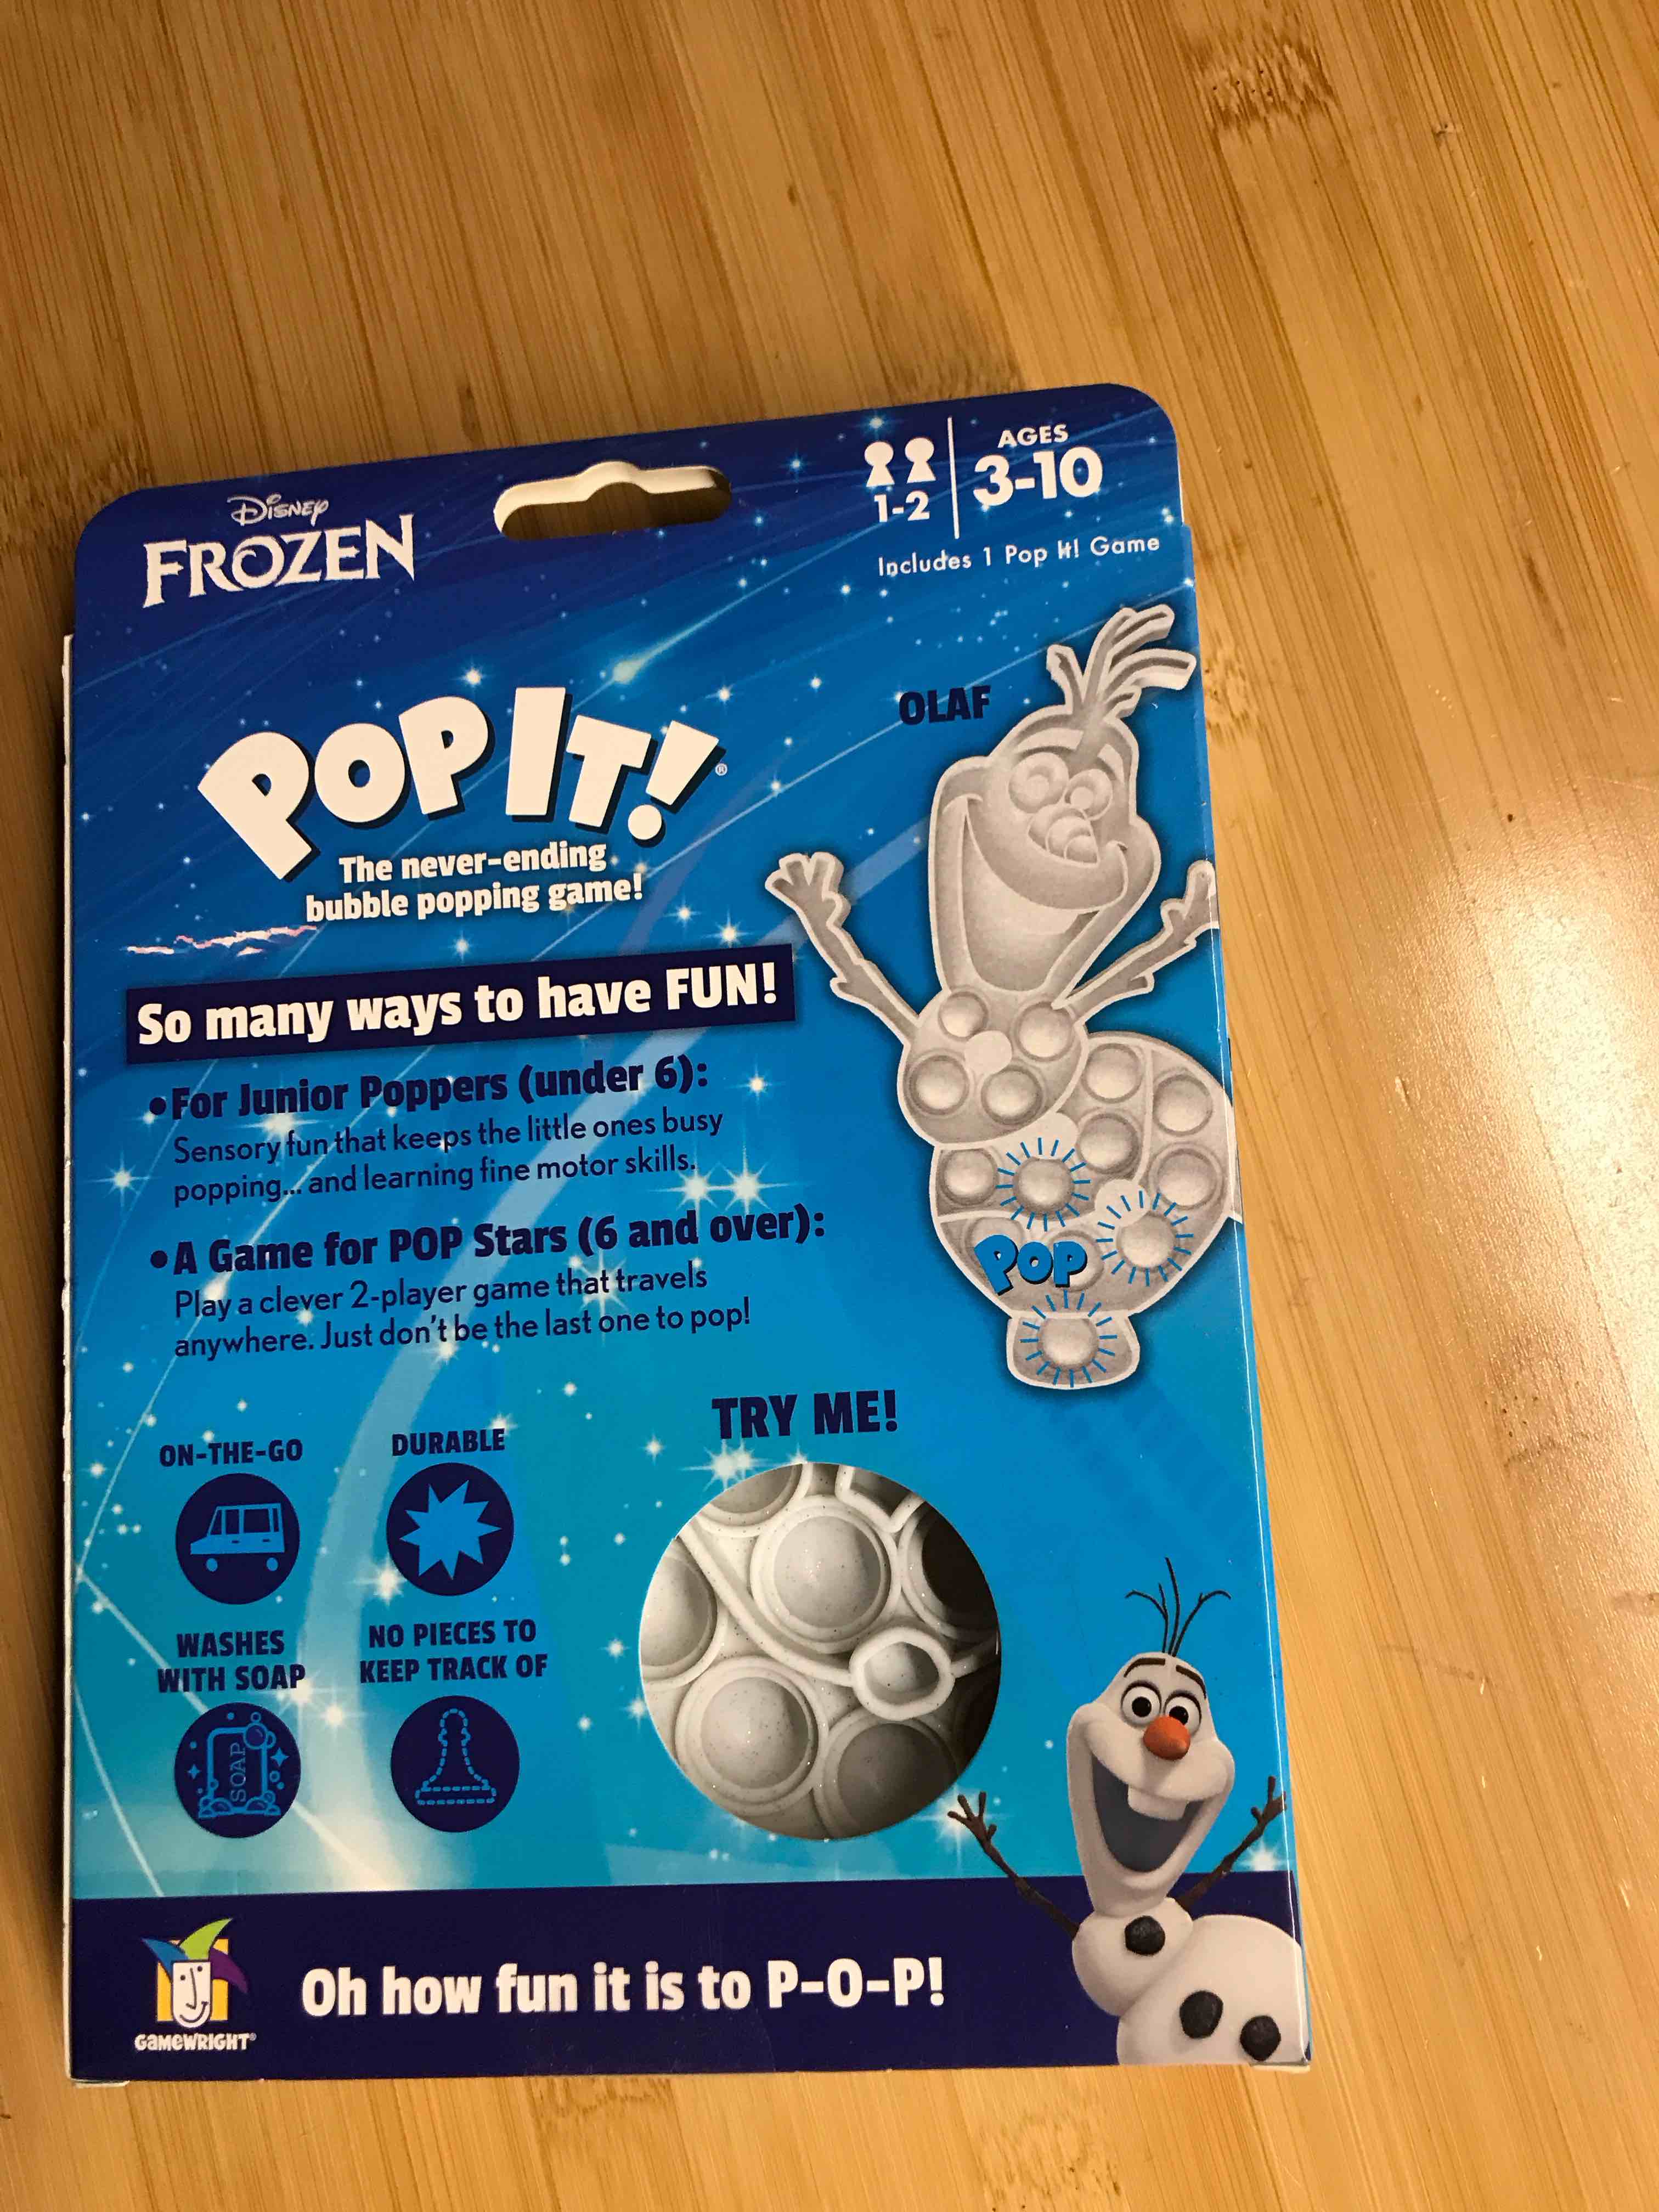 Disney
FROZEN
1-2
AGES
3-10
Includes 1 Pop It! Game
OLAF
POP IT!®
The never-ending
bubble popping game!
So many ways to have FUN!
•For Junior Poppers (under 6):
Sensory fun that keeps the little ones busy
popping... and learning fine motor skills.
•A Game for POP Stars (6 and over):
Play a clever 2-player game that travels
anywhere. Just don't be the last one to pop!
POP
TRY ME!
ON-THE-GO
DURABLE
WASHES
WITH SOAP
NO PIECES TO
KEEP TRACK OF
SOAP
GAMEWRIGHT®
Oh how fun it is to P-O-P!